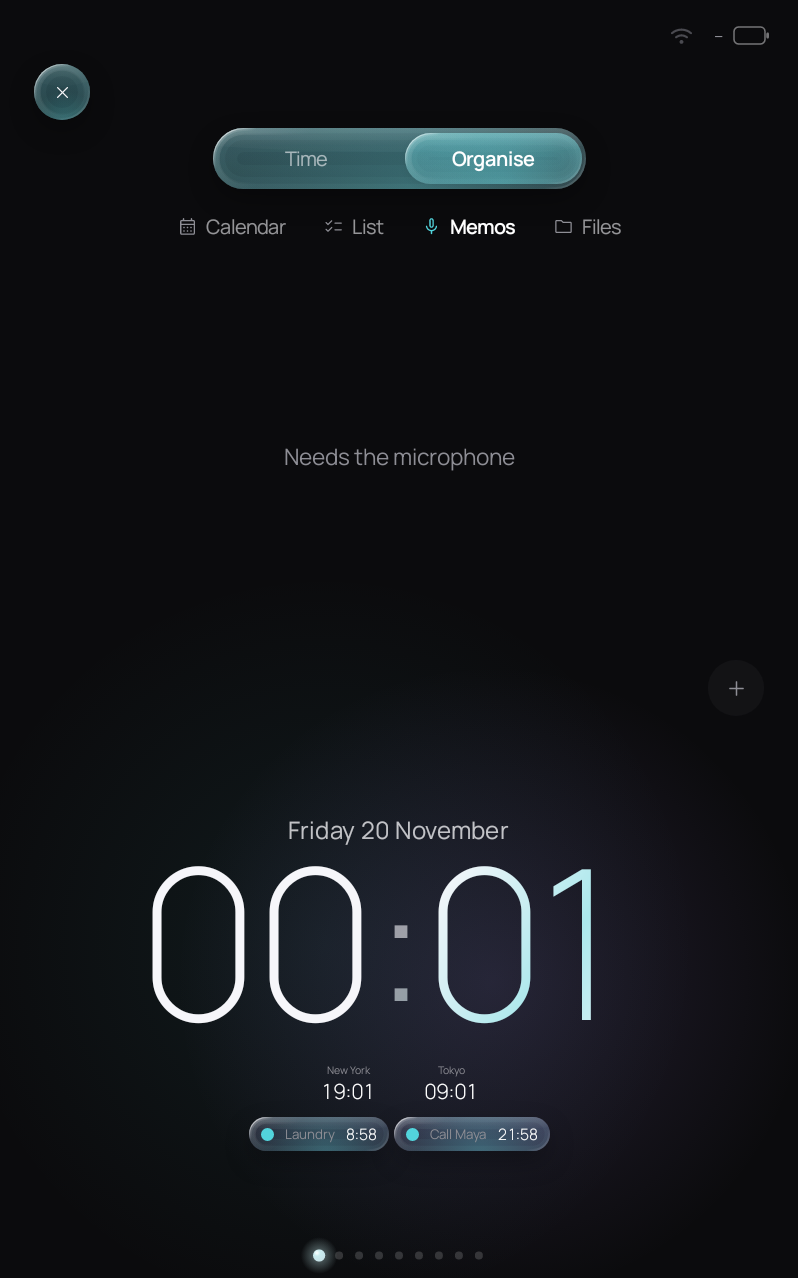 Time Organise
Calendar List Memos Files
Needs the microphone
Friday 20 November
00:01
New York Tokyo
19:01 09:01
Laundry 8:58 Call Maya 21:58